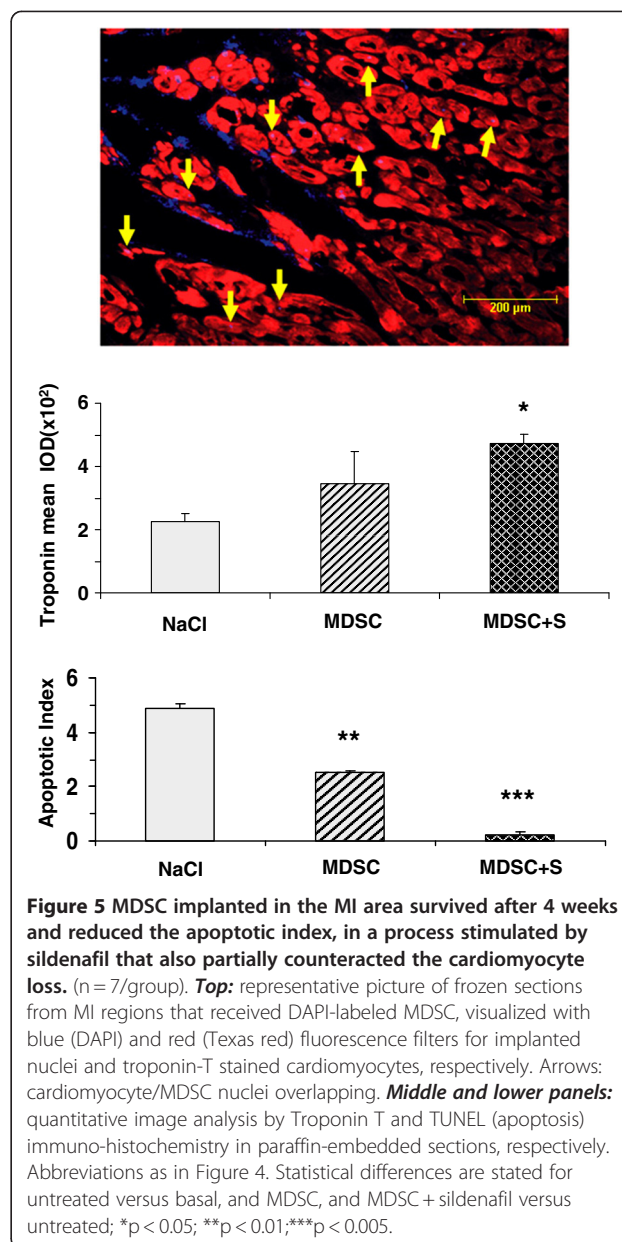 200 µm
Troponin mean IOD(x10²)
6
4
2
0
*
NaCl
MDSC
MDSC+S
Apoptotic Index
6
4
2
0
**
***
NaCl
MDSC
MDSC+S
Figure 5 MDSC implanted in the MI area survived after 4 weeks
and reduced the apoptotic index, in a process stimulated by
sildenafil that also partially counteracted the cardiomyocyte
loss. (n = 7/group). Top: representative picture of frozen sections
from MI regions that received DAPI-labeled MDSC, visualized with
blue (DAPI) and red (Texas red) fluorescence filters for implanted
nuclei and troponin-T stained cardiomyocytes, respectively. Arrows:
cardiomyocyte/MDSC nuclei overlapping. Middle and lower panels:
quantitative image analysis by Troponin T and TUNEL (apoptosis)
immuno-histochemistry in paraffin-embedded sections, respectively.
Abbreviations as in Figure 4. Statistical differences are stated for
untreated versus basal, and MDSC, and MDSC + sildenafil versus
untreated; *p < 0.05; **p < 0.01;***p < 0.005.